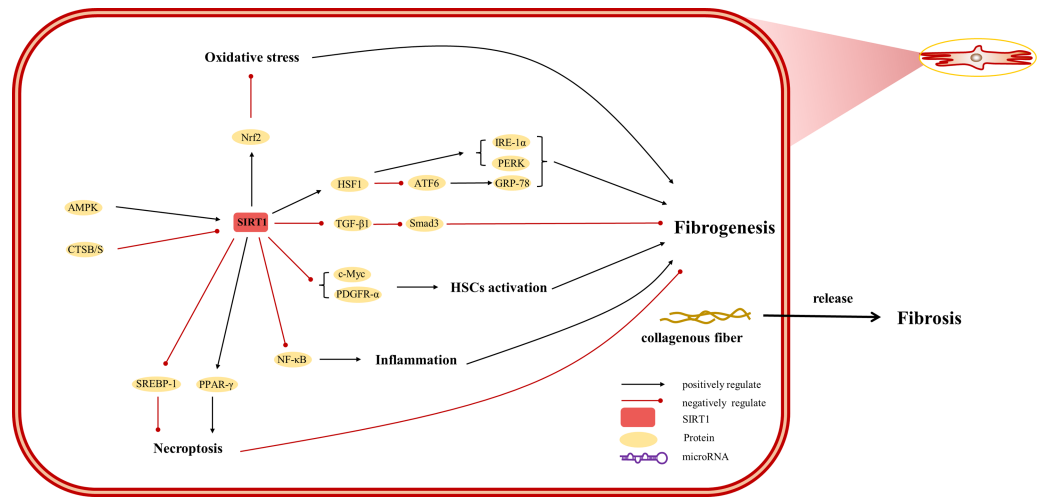 Oxidative stress
Nrf2
IRE-1α
PERK
HSF1
ATF6
GRP-78
AMPK
SIRT1
TGF-β1
Smad3
Fibrogenesis
CTSB/S
c-Myc
PDGFR-α
HSCs activation
release
collagenous fiber
Fibrosis
NF-κB
Inflammation
SREBP-1
PPAR-γ
Necroptosis
positively regulate
negatively regulate
SIRT1
Protein
microRNA